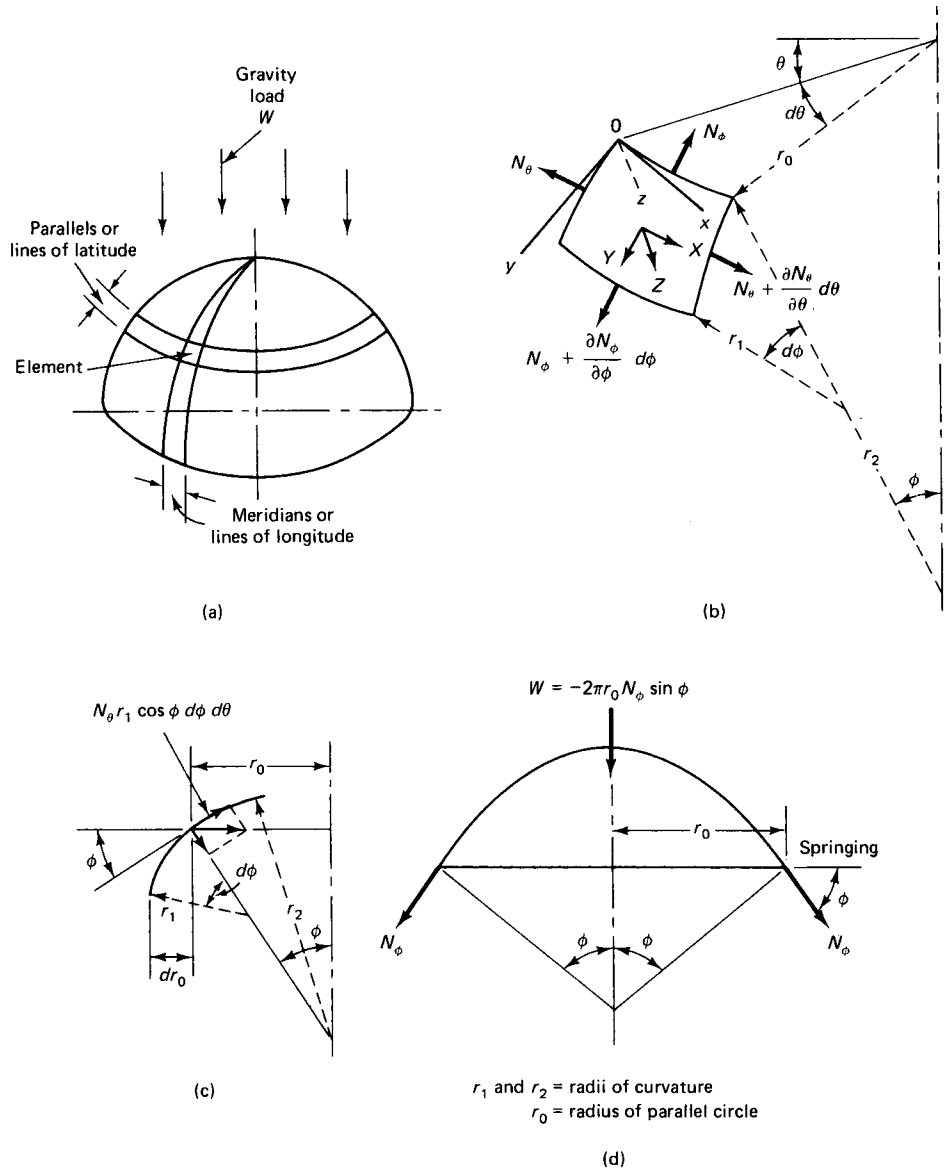 Gravity
load
W
Parallels or
lines of latitude
Element
Meridians or
lines of longitude
(a)
θ
dθ
0
N_ϕ
r_0
N_θ
z
x
y
X
Y
Z
N_θ + ∂N_θ/∂θ dθ
r_1
dϕ
N_ϕ + ∂N_ϕ/∂ϕ dϕ
r_2
ϕ
(b)
N_θ r_1 cos ϕ dϕ dθ
r_0
ϕ
dϕ
r_1
r_2
ϕ
dr_0
(c)
W = −2πr_0 N_ϕ sin ϕ
r_0
Springing
ϕ
N_ϕ
ϕ
ϕ
N_ϕ
r_1 and r_2 = radii of curvature
r_0 = radius of parallel circle
(d)